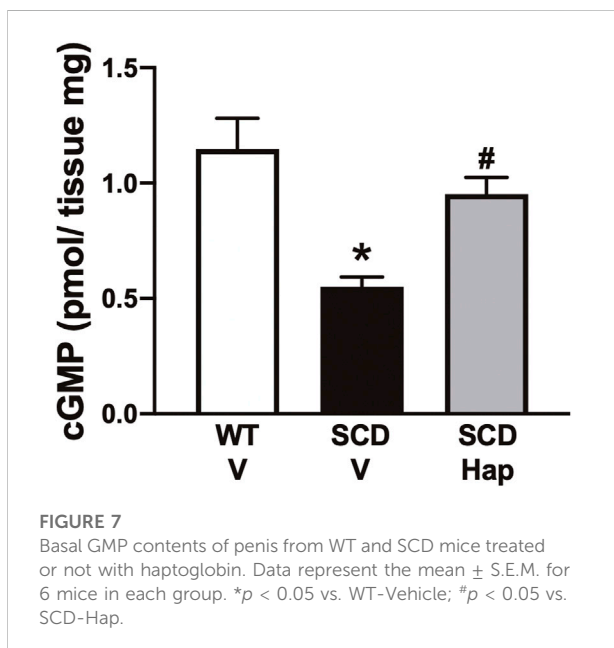 cGMP (pmol/ tissue mg)
1.5
1.0
0.5
0.0
*
#
WT SCD SCD
V V Hap
FIGURE 7
Basal GMP contents of penis from WT and SCD mice treated
or not with haptoglobin. Data represent the mean ± S.E.M. for
6 mice in each group. *p < 0.05 vs. WT-Vehicle; #p < 0.05 vs.
SCD-Hap.